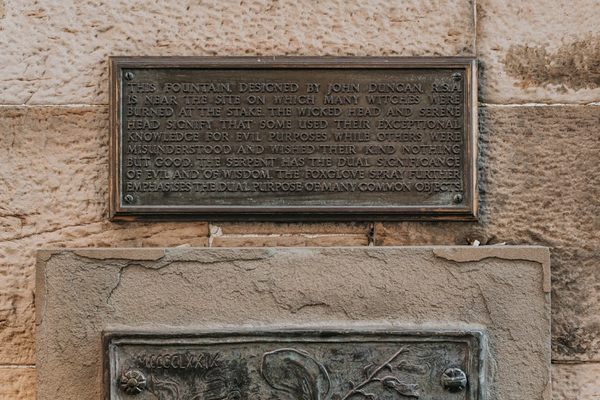 THIS FOUNTAIN, DESIGNED BY JOHN DUNCAN, R.S.A.
IS NEAR THE SITE ON WHICH MANY WITCHES WERE
BURNED AT THE STAKE. THE WICKED HEAD AND SERENE
HEAD SIGNIFY THAT SOME USED THEIR EXCEPTIONAL
KNOWLEDGE FOR EVIL PURPOSES WHILE OTHERS WERE
MISUNDERSTOOD AND WISHED THEIR KIND NOTHING
BUT GOOD. THE SERPENT HAS THE DUAL SIGNIFICANCE
OF EVIL AND OF WISDOM. THE FOXGLOVE SPRAY FURTHER
EMPHASISES THE DUAL PURPOSE OF MANY COMMON OBJECTS.
MCCCCLXXIX